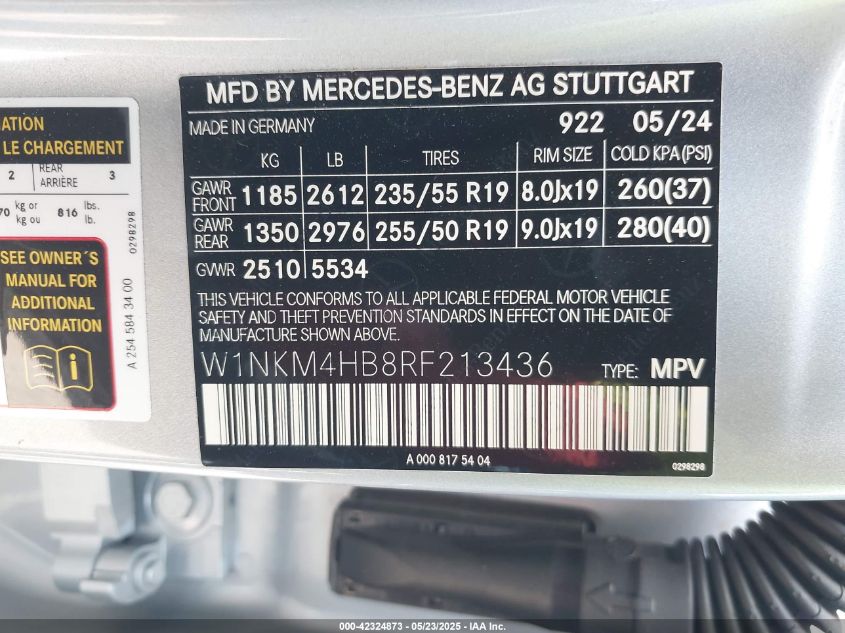 ATION
LE CHARGEMENT
2 REAR ARRIÈRE 3
70 kg or kg ou 816 lbs. lb.
SEE OWNER´S
MANUAL FOR
ADDITIONAL
INFORMATION
A 254 584 34 00
0298298
MFD BY MERCEDES-BENZ AG STUTTGART
MADE IN GERMANY 922 05/24
KG LB TIRES RIM SIZE COLD KPA (PSI)
GAWR FRONT 1185 2612 235/55 R19 8.0Jx19 260(37)
GAWR REAR 1350 2976 255/50 R19 9.0Jx19 280(40)
GVWR 2510 5534
THIS VEHICLE CONFORMS TO ALL APPLICABLE FEDERAL MOTOR VEHICLE
SAFETY AND THEFT PREVENTION STANDARDS IN EFFECT ON THE DATE OF
MANUFACTURE SHOWN ABOVE.
W1NKM4HB8RF213436 TYPE: MPV
A 000 817 54 04
0298298
000-42324873 - 05/23/2025 - IAA Inc.